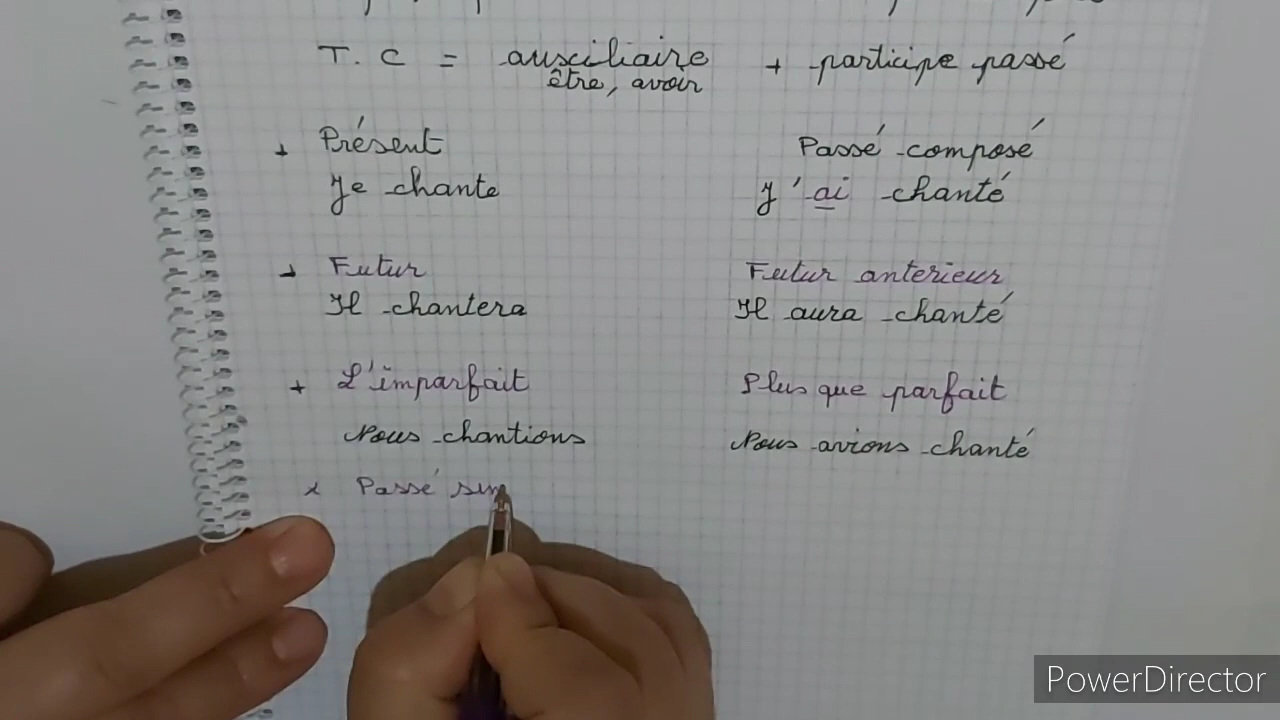 T.C = auxiliaire + participe passé
être, avoir
+ Présent Passé composé
Je chante J'ai chanté
+ Futur Futur anterieur
Il chantera Il aura chanté
+ L'imparfait Plus que parfait
Nous chantions Nous avions chanté
x Passé sim
PowerDirector